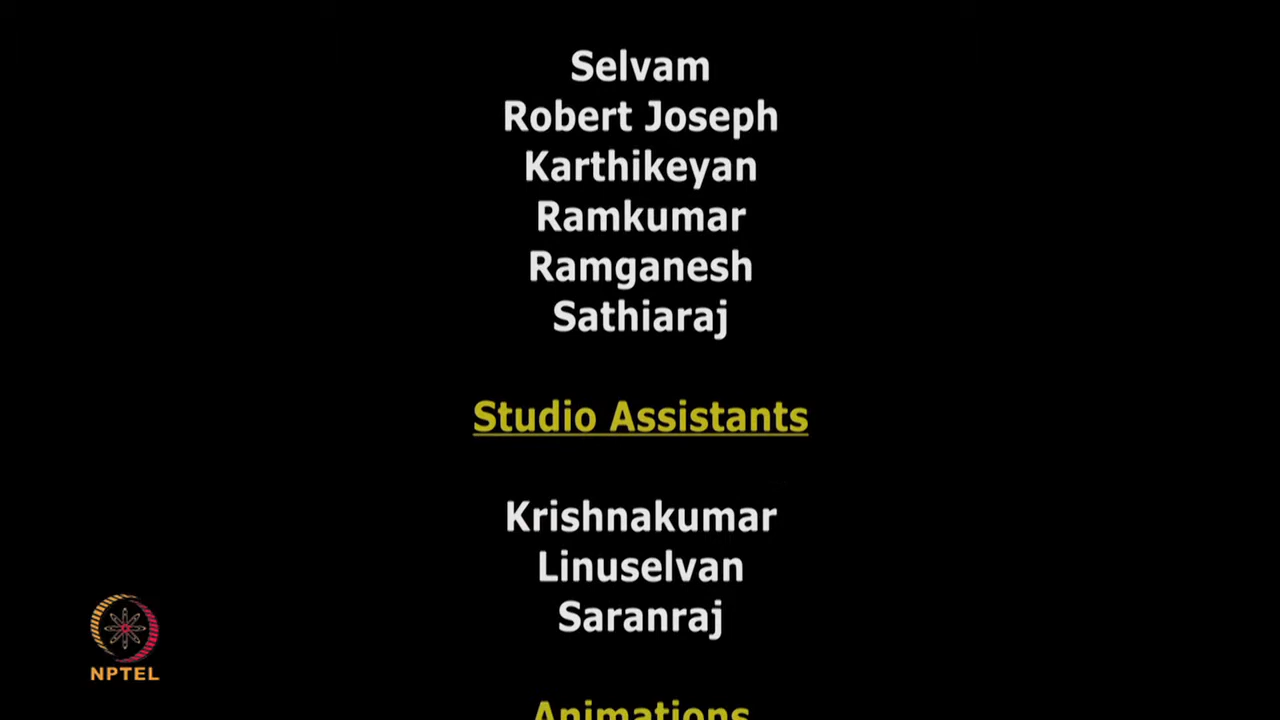 Selvam
Robert Joseph
Karthikeyan
Ramkumar
Ramganesh
Sathiaraj
Studio Assistants
Krishnakumar
Linuselvan
Saranraj
NPTEL
Animations